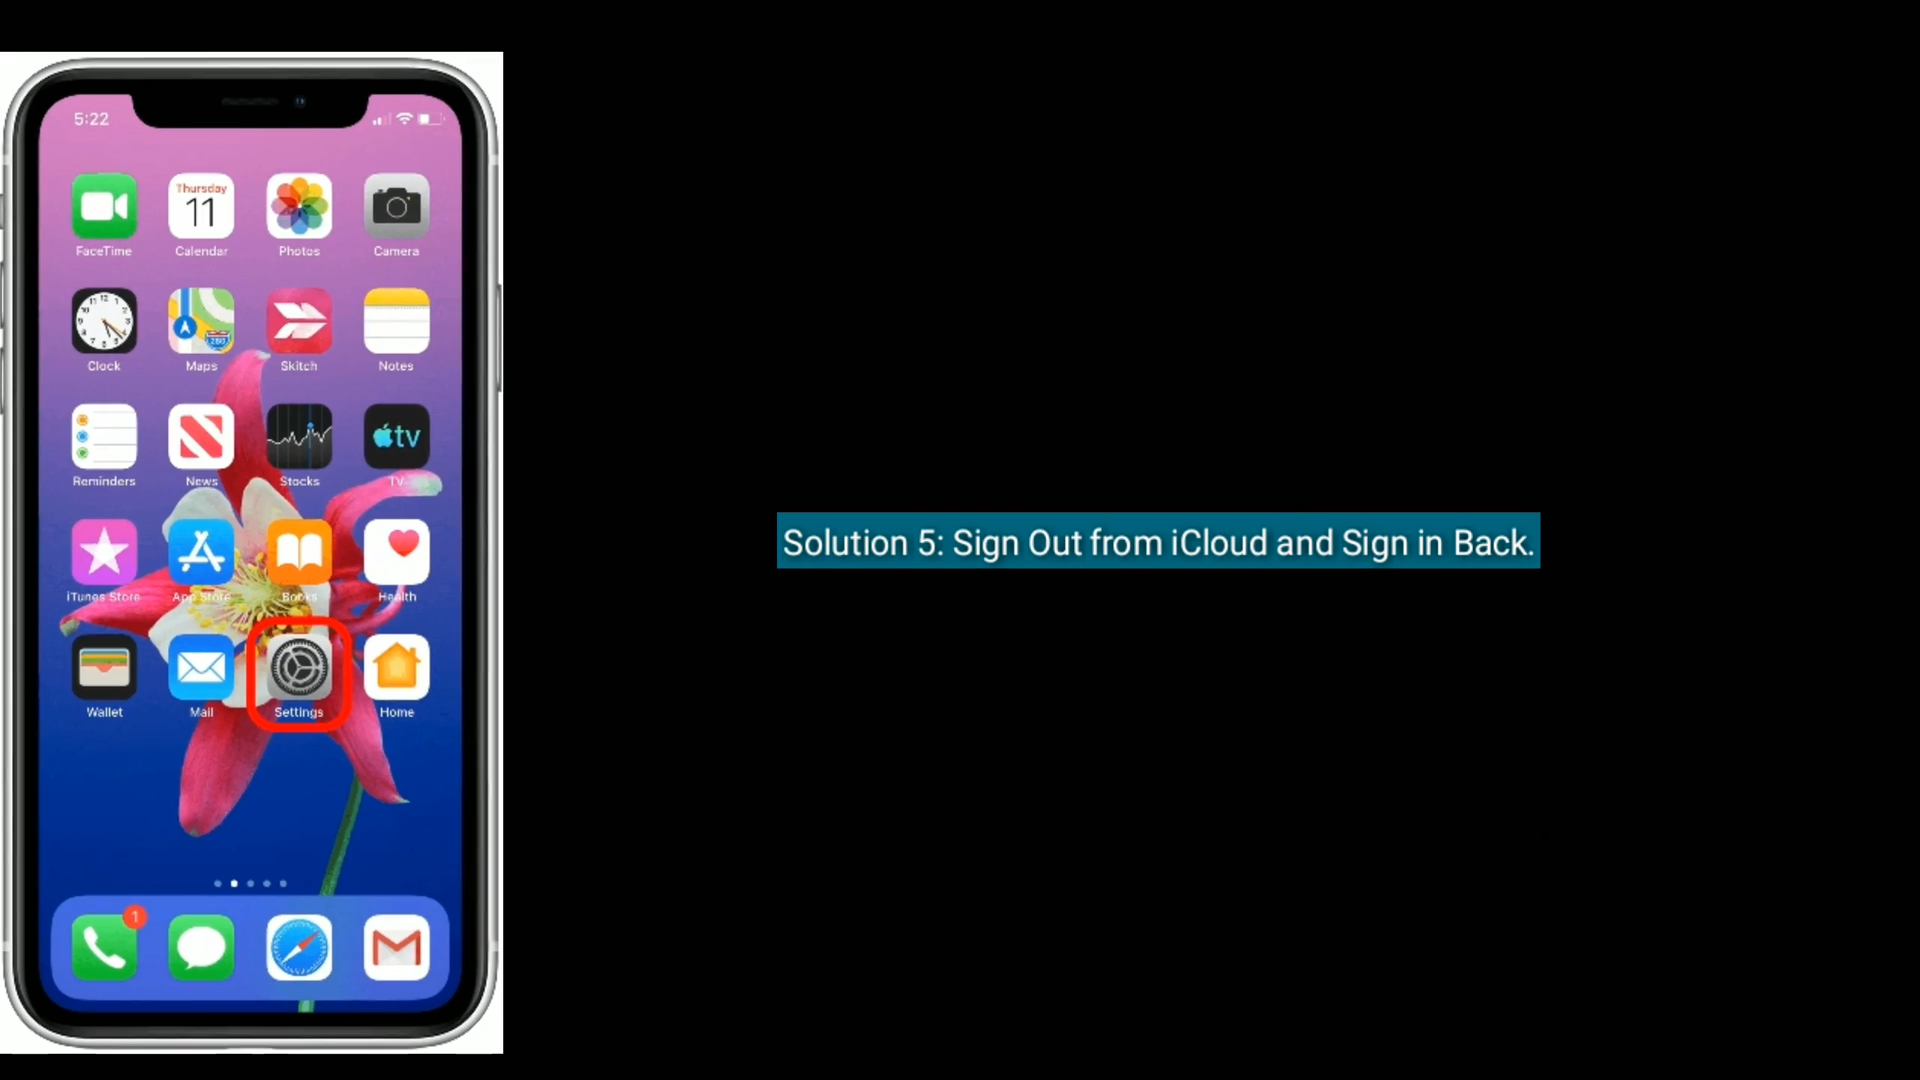 5:22
Thursday
11
FaceTime Calendar Photos Camera
12
Clock Maps Skitch Notes
280
tv
Reminders News Stocks TV
iTunes Store App Store Books Health
Wallet Mail Settings Home
1
Solution 5: Sign Out from iCloud and Sign in Back.